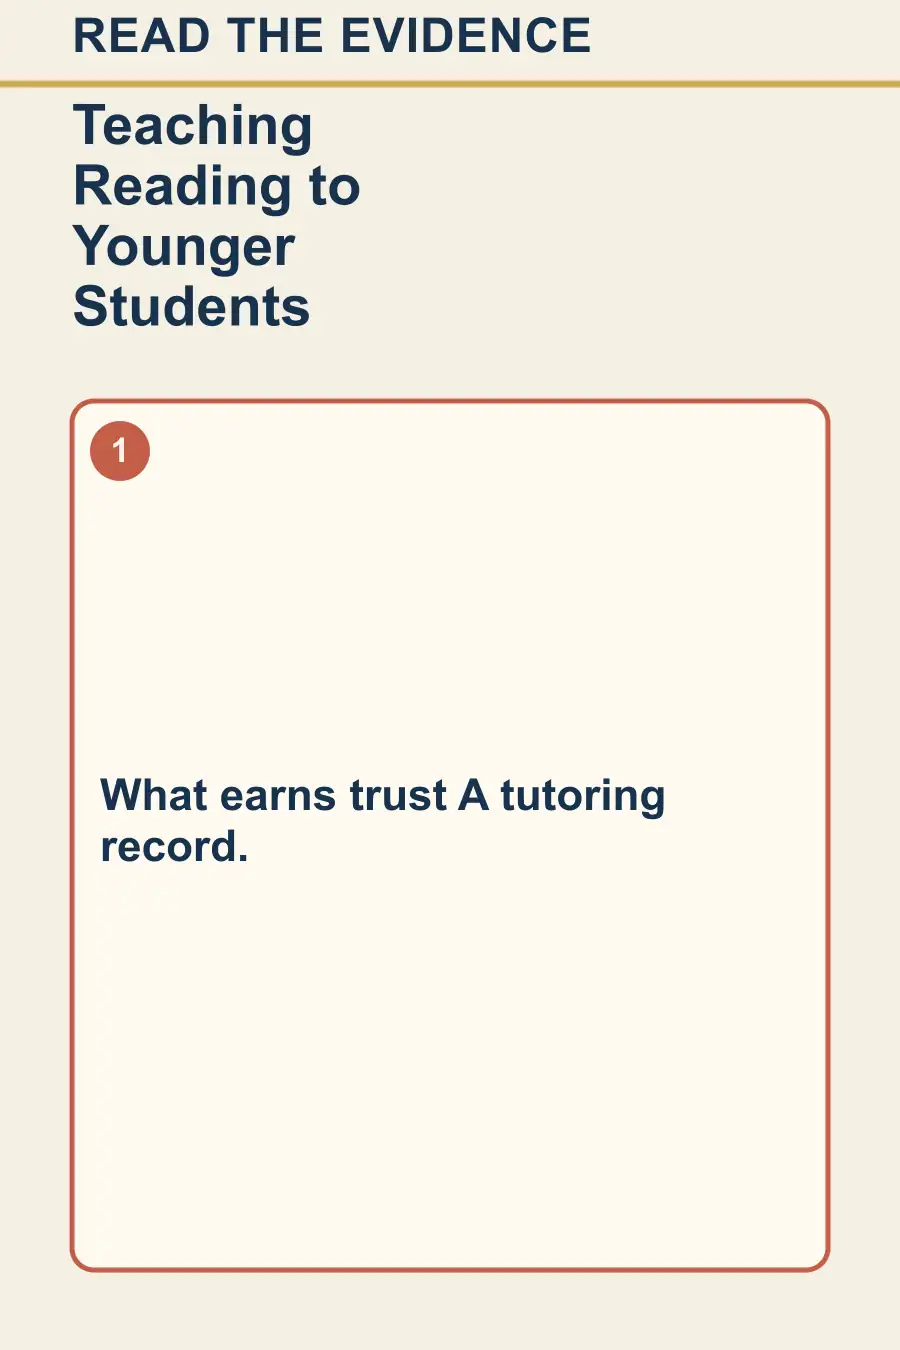 READ THE EVIDENCE
Teaching
Reading to
Younger
Students
1
What earns trust A tutoring
record.